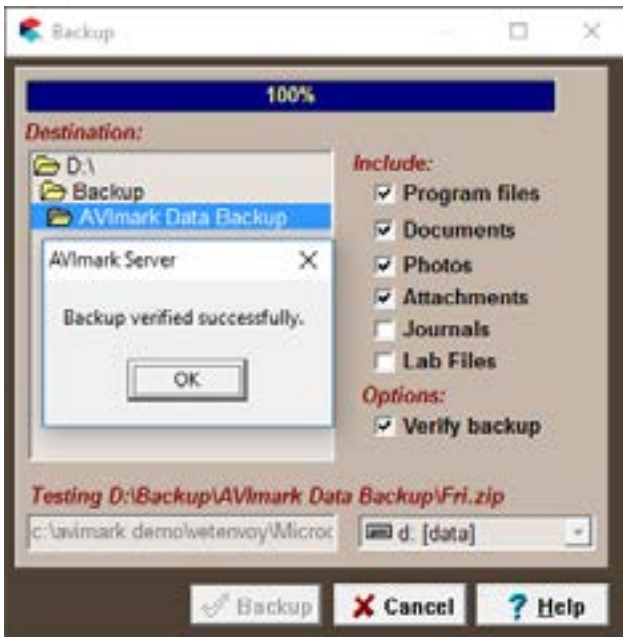 Backup
100%
Destination:
D:\
Backup
AVImark Data Backup
AVImark Server
Backup verified successfully.
OK
Include:
Program files
Documents
Photos
Attachments
Journals
Lab Files
Options:
Verify backup
Testing D:\Backup\AVImark Data Backup\Fri.zip
c:\avimark demo\vetenvoy\Microc
d: [data]
Backup
Cancel
? Help